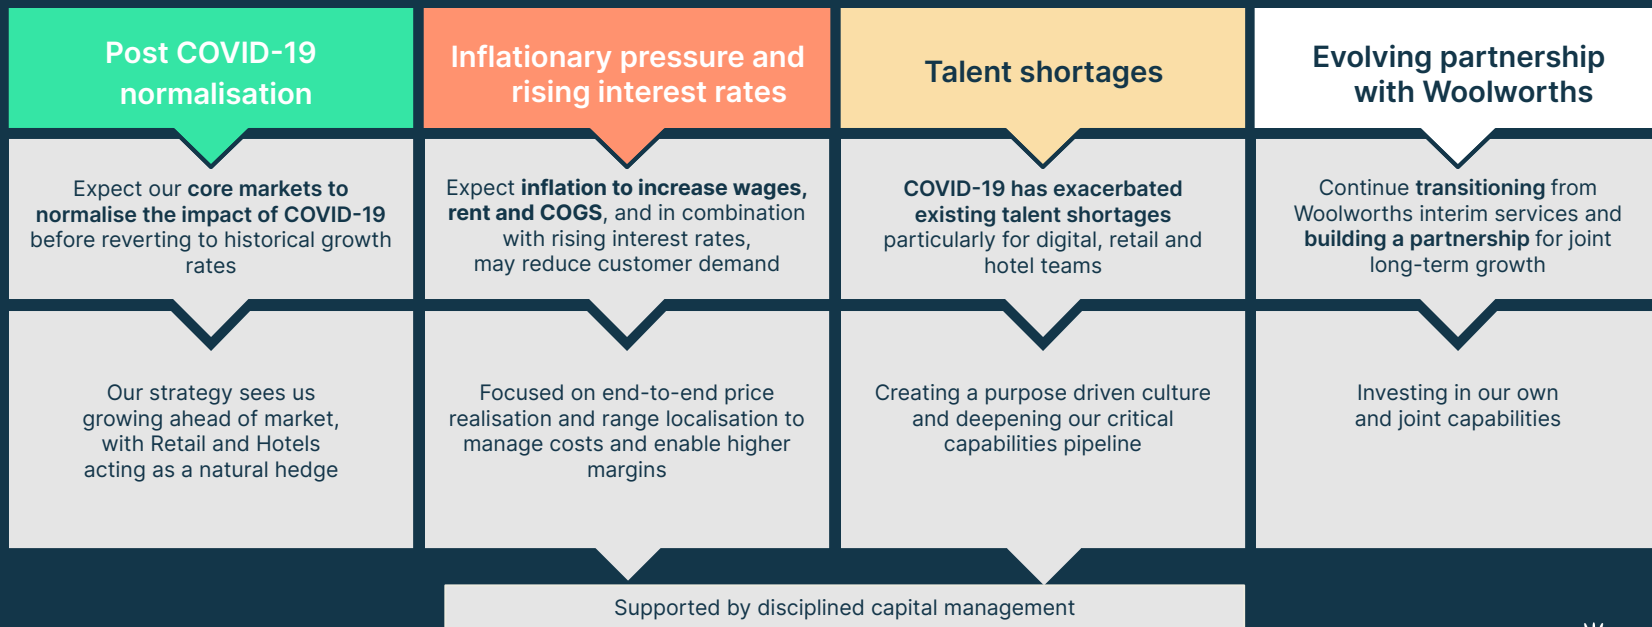 Post COVID-19
normalisation
Inflationary pressure and
rising interest rates
Talent shortages
Evolving partnership
with Woolworths
Expect our core markets to
normalise the impact of COVID-19
before reverting to historical growth
rates
Expect inflation to increase wages,
rent and COGS, and in combination
with rising interest rates,
may reduce customer demand
COVID-19 has exacerbated
existing talent shortages
particularly for digital, retail and
hotel teams
Continue transitioning from
Woolworths interim services and
building a partnership for joint
long-term growth
Our strategy sees us
growing ahead of market,
with Retail and Hotels
acting as a natural hedge
Focused on end-to-end price
realisation and range localisation to
manage costs and enable higher
margins
Creating a purpose driven culture
and deepening our critical
capabilities pipeline
Investing in our own
and joint capabilities
Supported by disciplined capital management